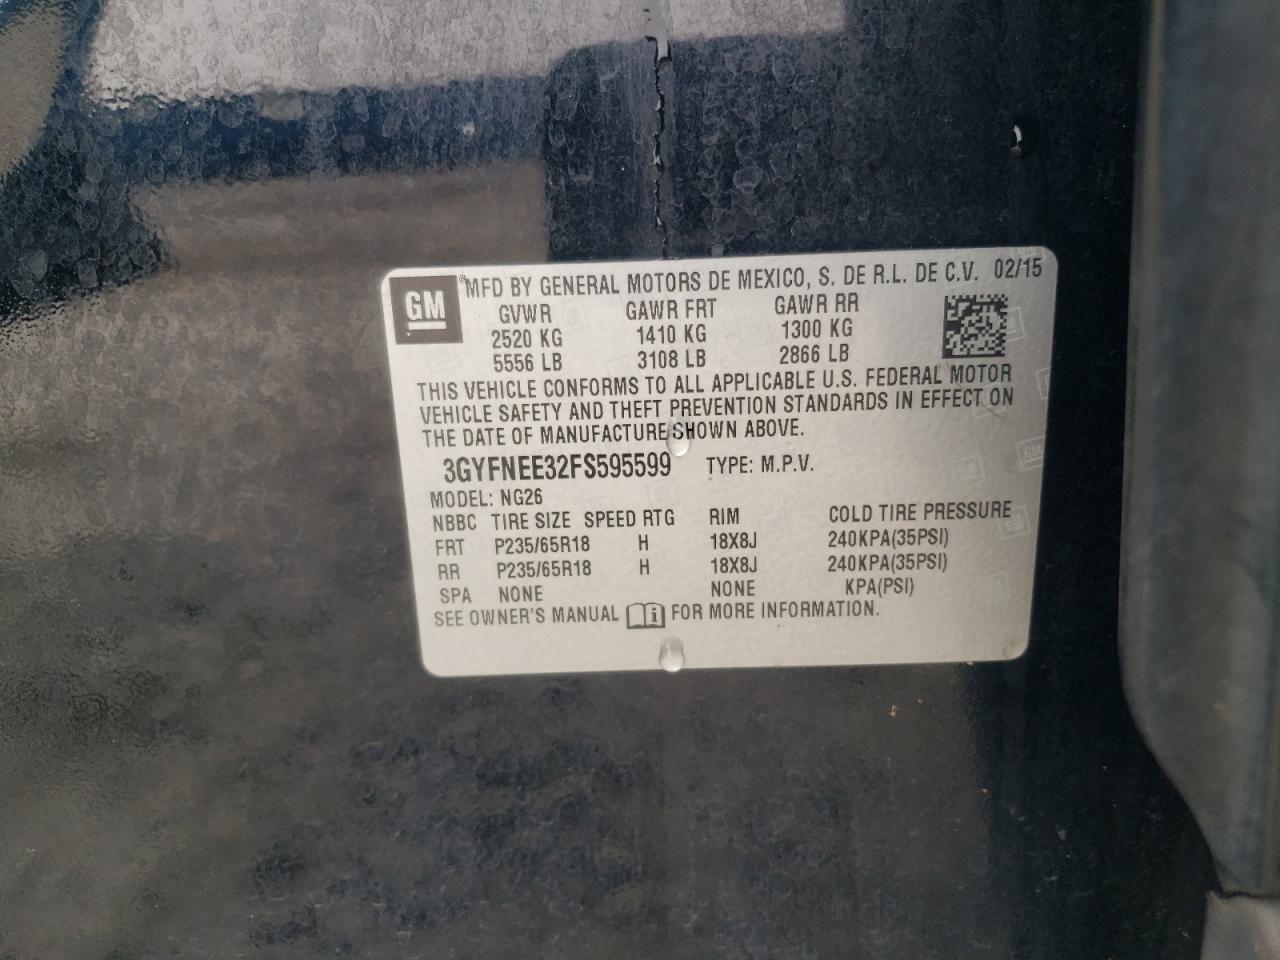 GM
MFD BY GENERAL MOTORS DE MEXICO, S. DE R.L. DE C.V. 02/15
GVWR GAWR FRT GAWR RR
2520 KG 1410 KG 1300 KG
5556 LB 3108 LB 2866 LB
THIS VEHICLE CONFORMS TO ALL APPLICABLE U.S. FEDERAL MOTOR
VEHICLE SAFETY AND THEFT PREVENTION STANDARDS IN EFFECT ON
THE DATE OF MANUFACTURE SHOWN ABOVE.
3GYFNEE32FS595599 TYPE: M.P.V.
MODEL: NG26
NBBC TIRE SIZE SPEED RTG RIM COLD TIRE PRESSURE
FRT P235/65R18 H 18X8J 240KPA(35PSI)
RR P235/65R18 H 18X8J 240KPA(35PSI)
SPA NONE NONE KPA(PSI)
SEE OWNER'S MANUAL i FOR MORE INFORMATION.